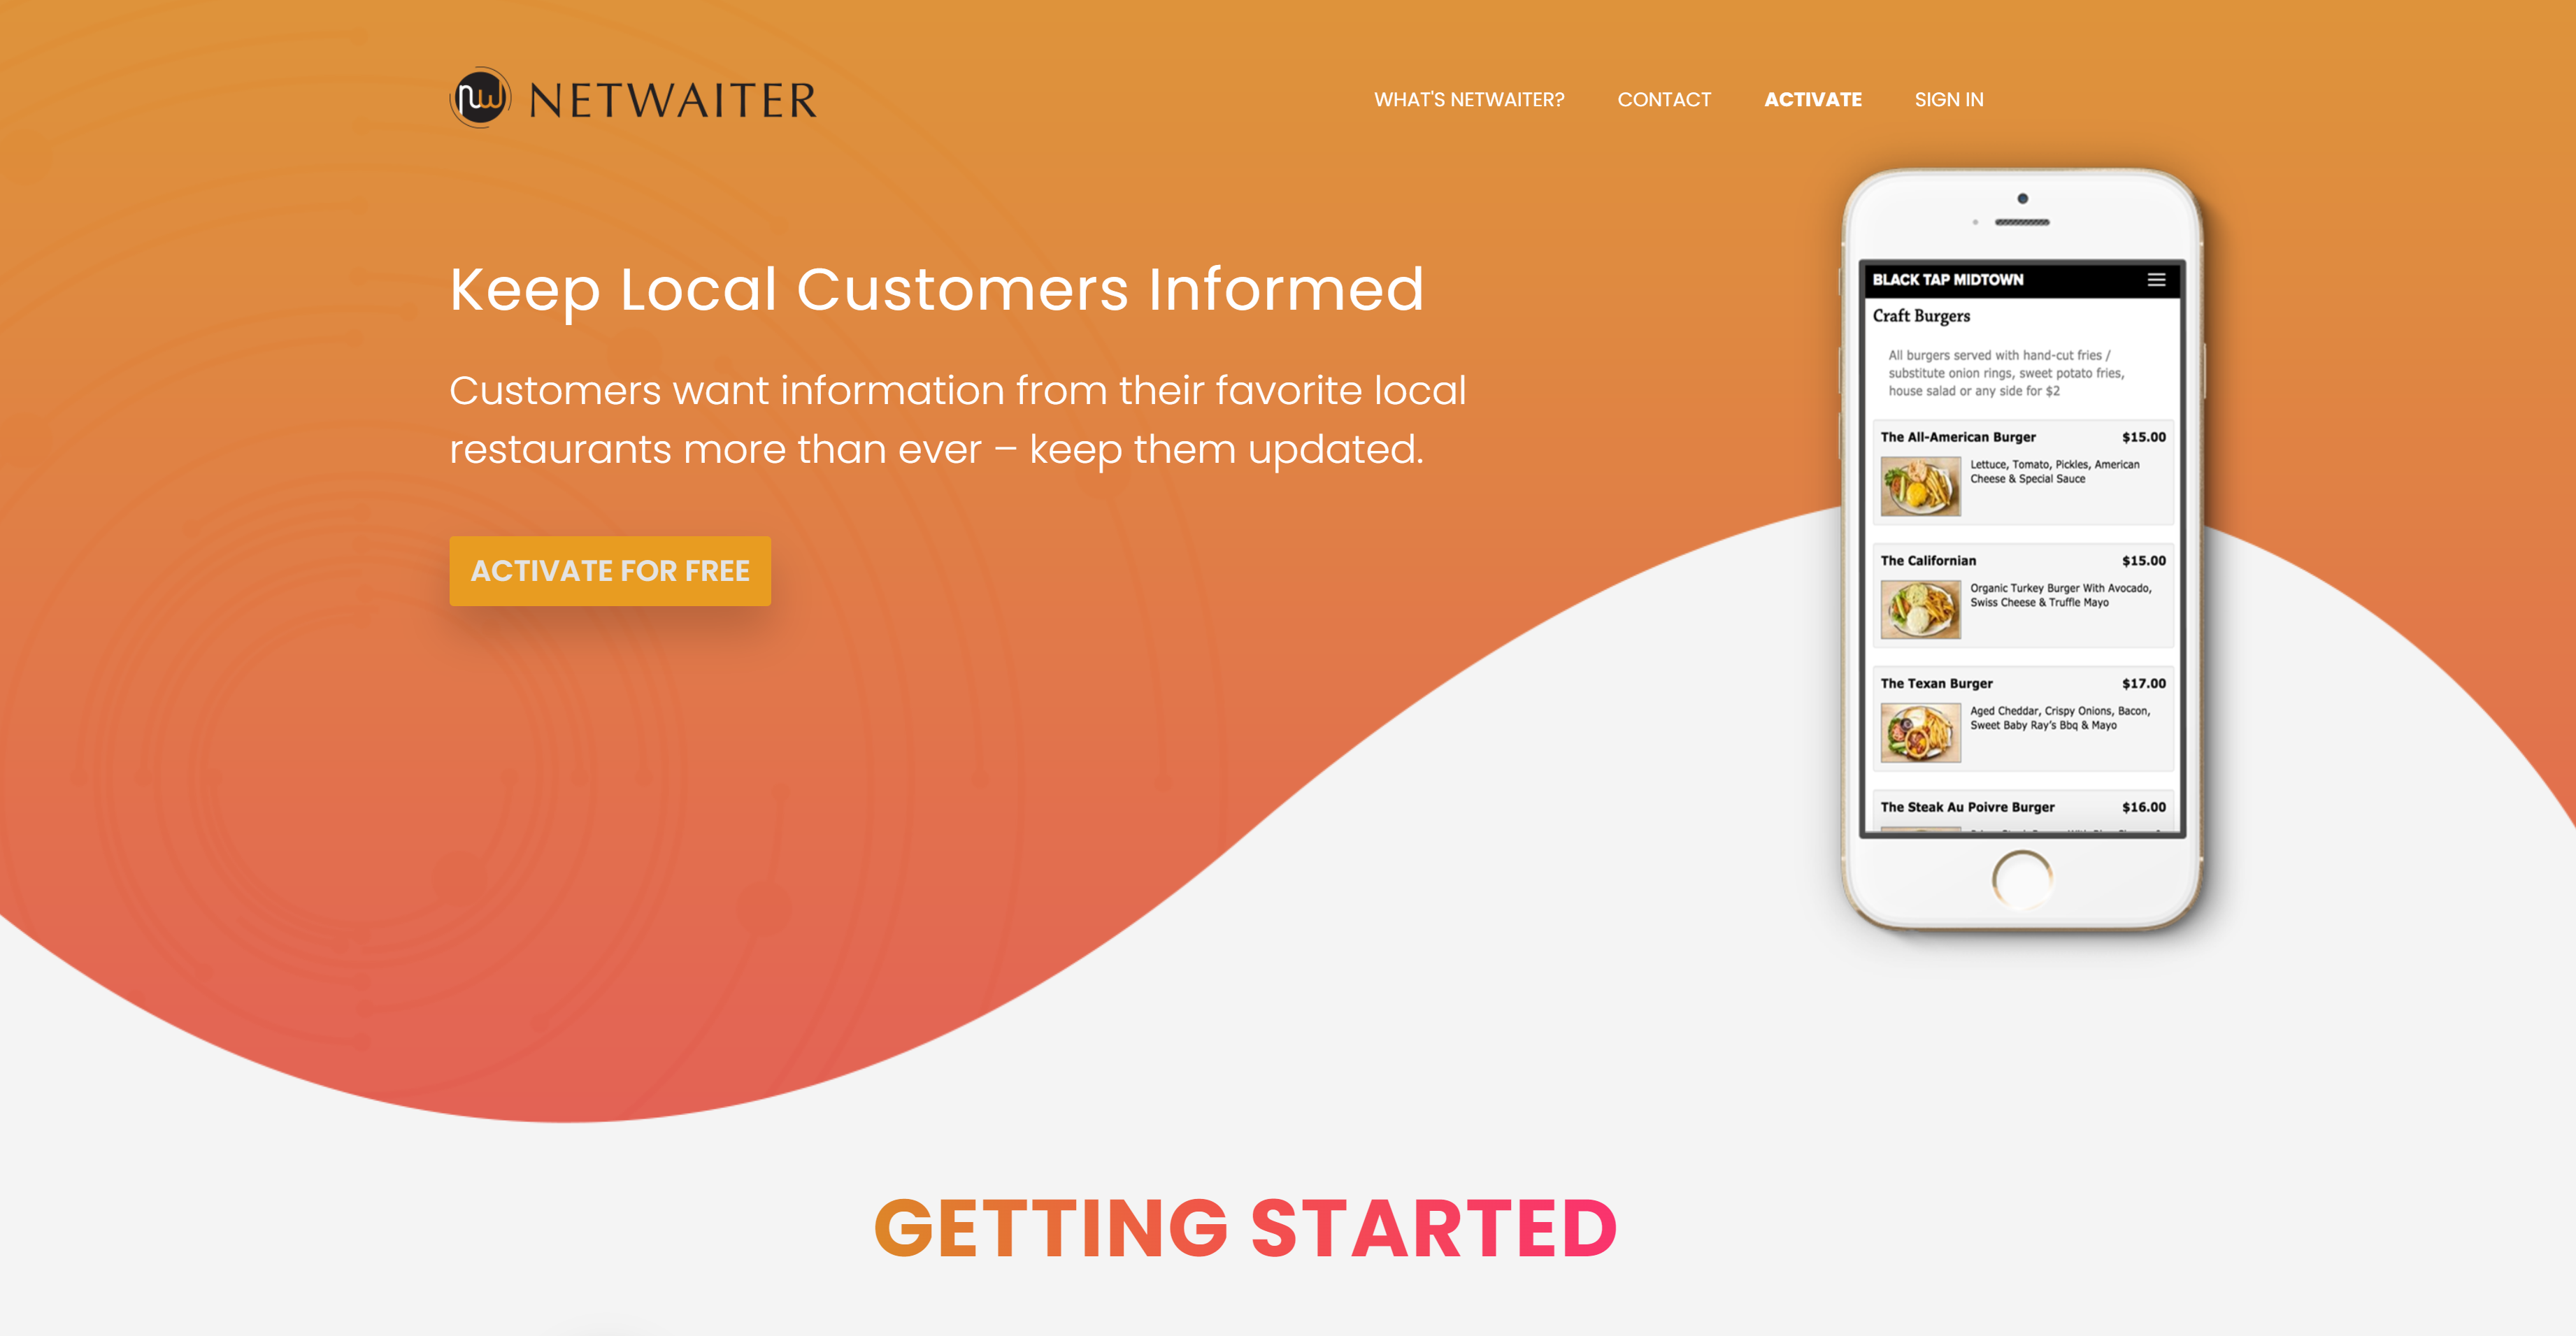 nw NETWAITER
WHAT'S NETWAITER? CONTACT ACTIVATE SIGN IN
Keep Local Customers Informed
Customers want information from their favorite local
restaurants more than ever – keep them updated.
ACTIVATE FOR FREE
BLACK TAP MIDTOWN
Craft Burgers
All burgers served with hand-cut fries /
substitute onion rings, sweet potato fries,
house salad or any side for $2
The All-American Burger $15.00
Lettuce, Tomato, Pickles, American
Cheese & Special Sauce
The Californian $15.00
Organic Turkey Burger With Avocado,
Swiss Cheese & Truffle Mayo
The Texan Burger $17.00
Aged Cheddar, Crispy Onions, Bacon,
Sweet Baby Ray's Bbq & Mayo
The Steak Au Poivre Burger $16.00
GETTING STARTED